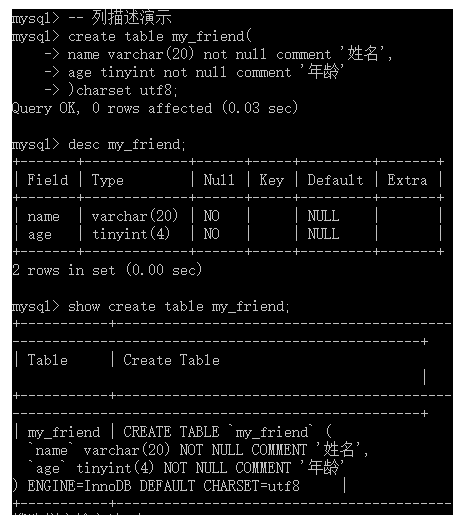 mysql> -- 列描述演示
mysql> create table my_friend(
    -> name varchar(20) not null comment '姓名',
    -> age tinyint not null comment '年龄'
    -> )charset utf8;
Query OK, 0 rows affected (0.03 sec)
mysql> desc my_friend;
+-------+-------------+------+-----+---------+-------+
| Field | Type        | Null | Key | Default | Extra |
+-------+-------------+------+-----+---------+-------+
| name  | varchar(20) | NO   |     | NULL    |       |
| age   | tinyint(4)  | NO   |     | NULL    |       |
+-------+-------------+------+-----+---------+-------+
2 rows in set (0.00 sec)
mysql> show create table my_friend;
| Table     | Create Table
|
| my_friend | CREATE TABLE `my_friend` (
  `name` varchar(20) NOT NULL COMMENT '姓名',
  `age` tinyint(4) NOT NULL COMMENT '年龄'
) ENGINE=InnoDB DEFAULT CHARSET=utf8     |